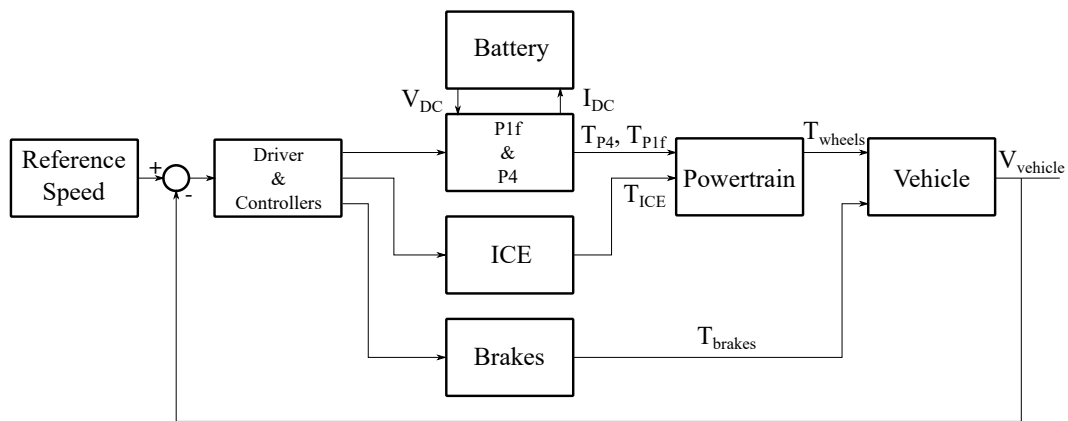 Battery
V_DC
I_DC
P1f
&
P4
T_P4, T_P1f
T_wheels
V_vehicle
Reference
Speed
+
-
Driver
&
Controllers
Powertrain
Vehicle
T_ICE
ICE
Brakes
T_brakes